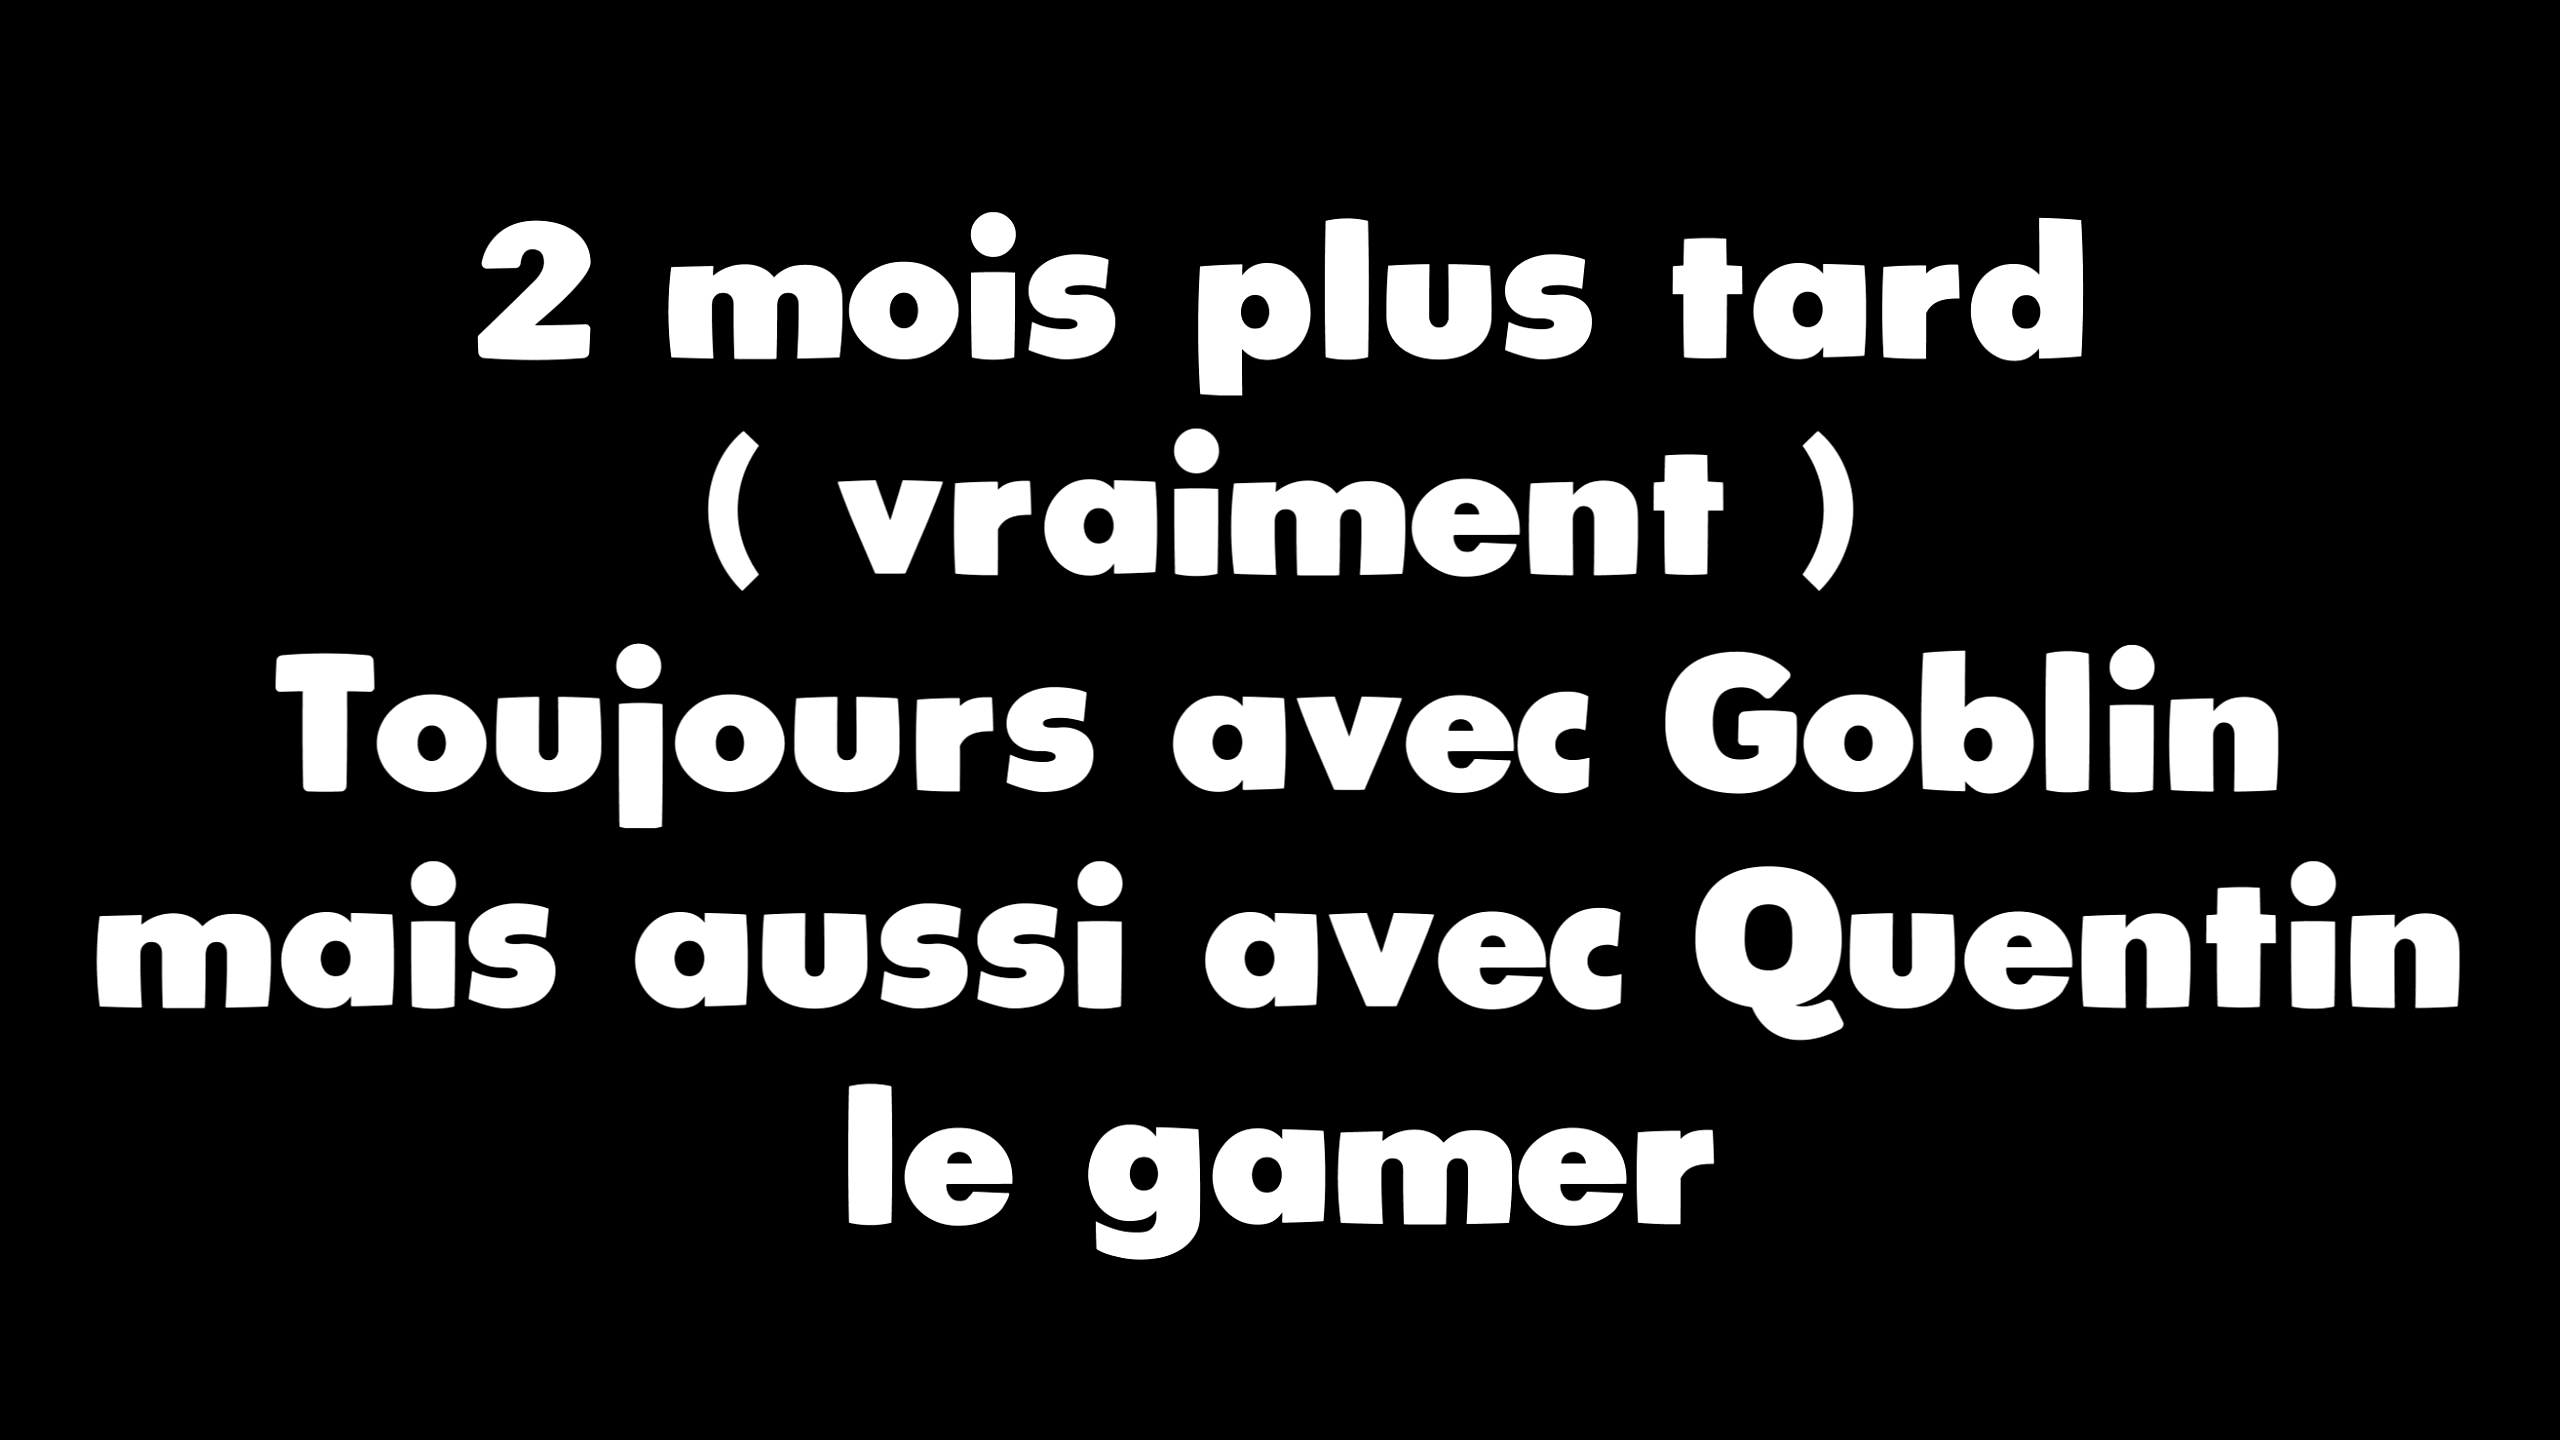 2 mois plus tard
( vraiment )
Toujours avec Goblin
mais aussi avec Quentin
le gamer